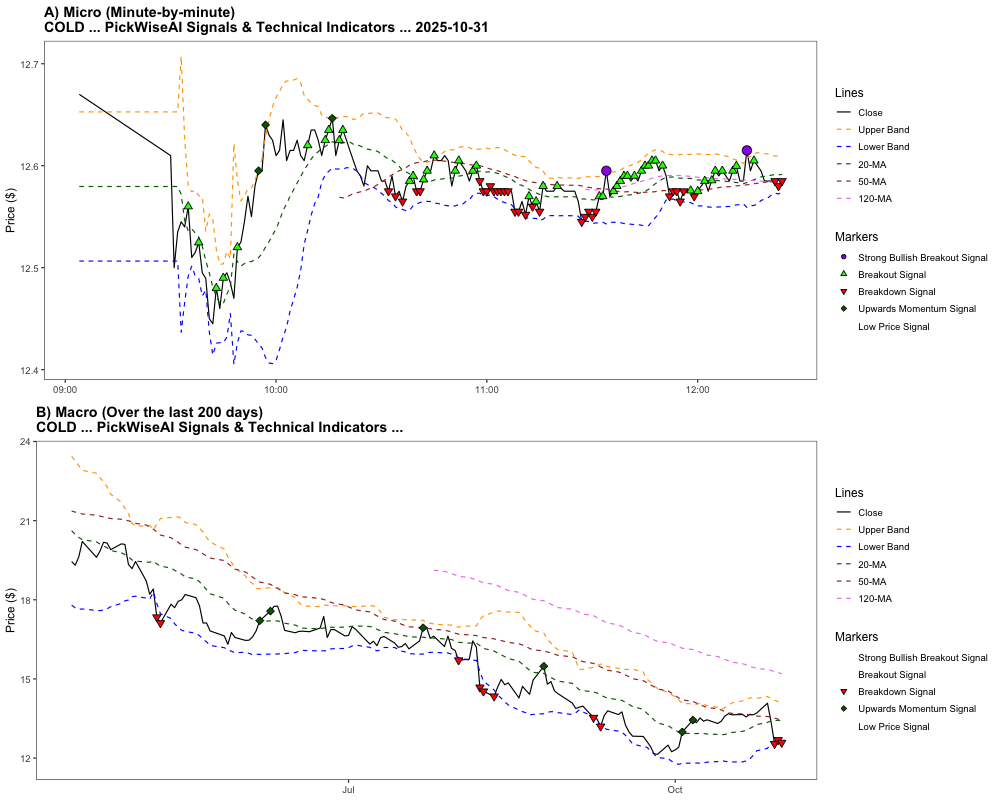 A) Micro (Minute-by-minute)
COLD ... PickWiseAI Signals & Technical Indicators ... 2025-10-31
Price ($)
12.7
12.6
12.5
12.4
09:00
10:00
11:00
12:00
Lines
Close
Upper Band
Lower Band
20-MA
50-MA
120-MA
Markers
Strong Bullish Breakout Signal
Breakout Signal
Breakdown Signal
Upwards Momentum Signal
Low Price Signal
B) Macro (Over the last 200 days)
COLD ... PickWiseAI Signals & Technical Indicators ...
Price ($)
24
21
18
15
12
Jul
Oct
Lines
Close
Upper Band
Lower Band
20-MA
50-MA
120-MA
Markers
Strong Bullish Breakout Signal
Breakout Signal
Breakdown Signal
Upwards Momentum Signal
Low Price Signal